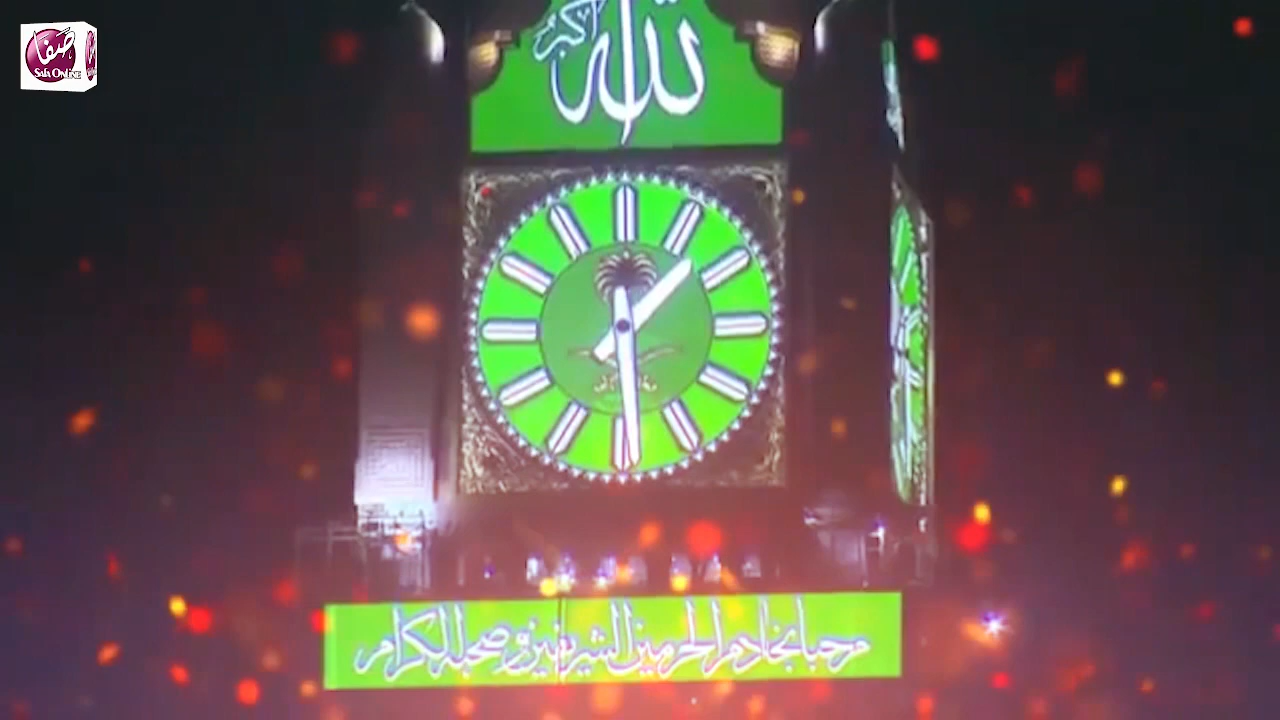 صفا
Safa Online
الله أكبر
مرحبا بخادم الحرمين الشريفين وصحبه الكرام